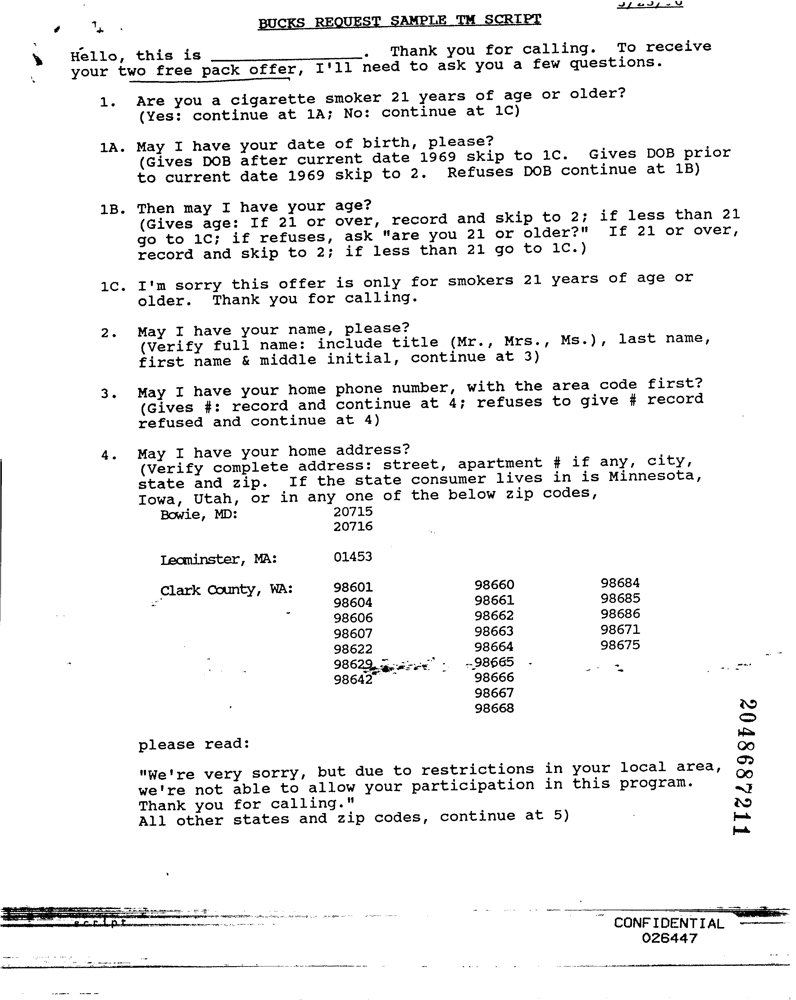 BUCKS REQUEST SAMPLE TM SCRIPT
Hello, this is _______________. Thank you for calling. To receive
your two free pack offer, I'll need to ask you a few questions.
1. Are you a cigarette smoker 21 years of age or older?
(Yes: continue at 1A; No: continue at 1C)
1A. May I have your date of birth, please?
(Gives DOB after current date 1969 skip to 1C. Gives DOB prior
to current date 1969 skip to 2. Refuses DOB continue at 1B)
1B. Then may I have your age?
(Gives age: If 21 or over, record and skip to 2; if less than 21
go to 1C; if refuses, ask "are you 21 or older?" If 21 or over,
record and skip to 2; if less than 21 go to 1C.)
1C. I'm sorry this offer is only for smokers 21 years of age or
older. Thank you for calling.
2. May I have your name, please?
(Verify full name: include title (Mr., Mrs., Ms.), last name,
first name & middle initial, continue at 3)
3. May I have your home phone number, with the area code first?
(Gives #: record and continue at 4; refuses to give # record
refused and continue at 4)
4. May I have your home address?
(Verify complete address: street, apartment # if any, city,
state and zip. If the state consumer lives in is Minnesota,
Iowa, Utah, or in any one of the below zip codes,
Bowie, MD: 20715
20716
Leominster, MA: 01453
Clark County, WA: 98601 98660 98684
98604 98661 98685
98606 98662 98686
98607 98663 98671
98622 98664 98675
98629 98665
98642 98666
98667
98668
please read:
"We're very sorry, but due to restrictions in your local area,
we're not able to allow your participation in this program.
Thank you for calling."
All other states and zip codes, continue at 5)
2048687211
script
CONFIDENTIAL
026447